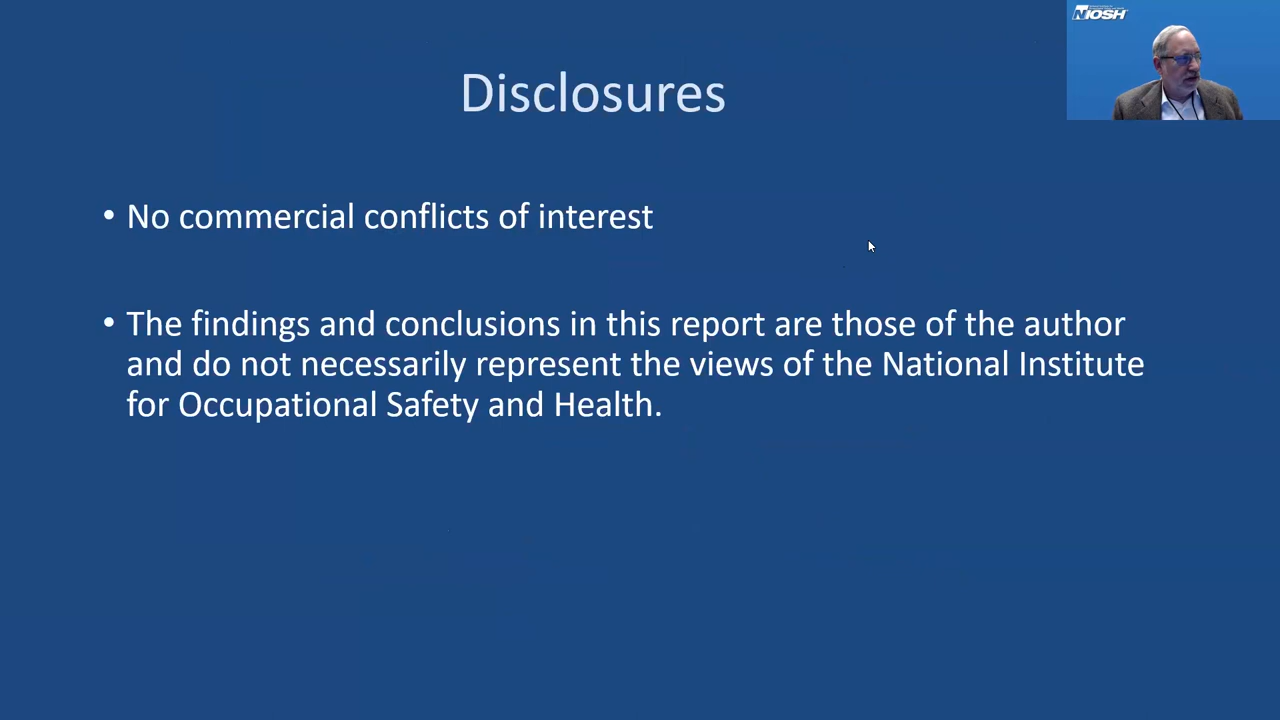 NIOSH
Disclosures
• No commercial conflicts of interest
• The findings and conclusions in this report are those of the author
and do not necessarily represent the views of the National Institute
for Occupational Safety and Health.